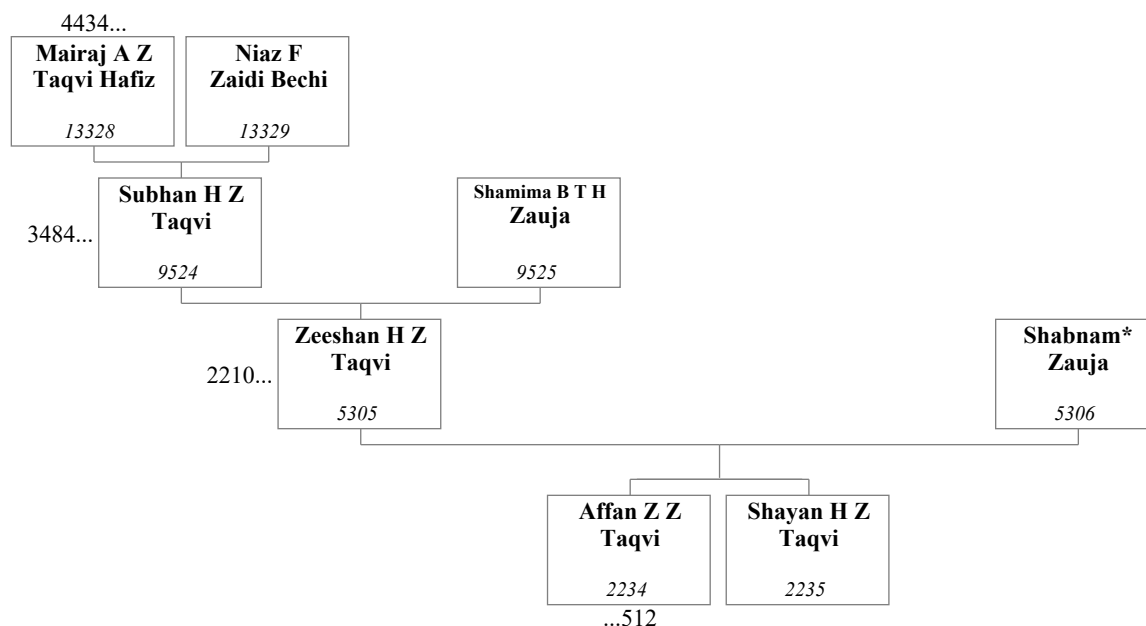 4434...
Mairaj A Z
Taqvi Hafiz
13328
Niaz F
Zaidi Bechi
13329
3484...
Subhan H Z
Taqvi
9524
Shamima B T H
Zauja
9525
2210...
Zeeshan H Z
Taqvi
5305
Shabnam*
Zauja
5306
Affan Z Z
Taqvi
2234
...512
Shayan H Z
Taqvi
2235